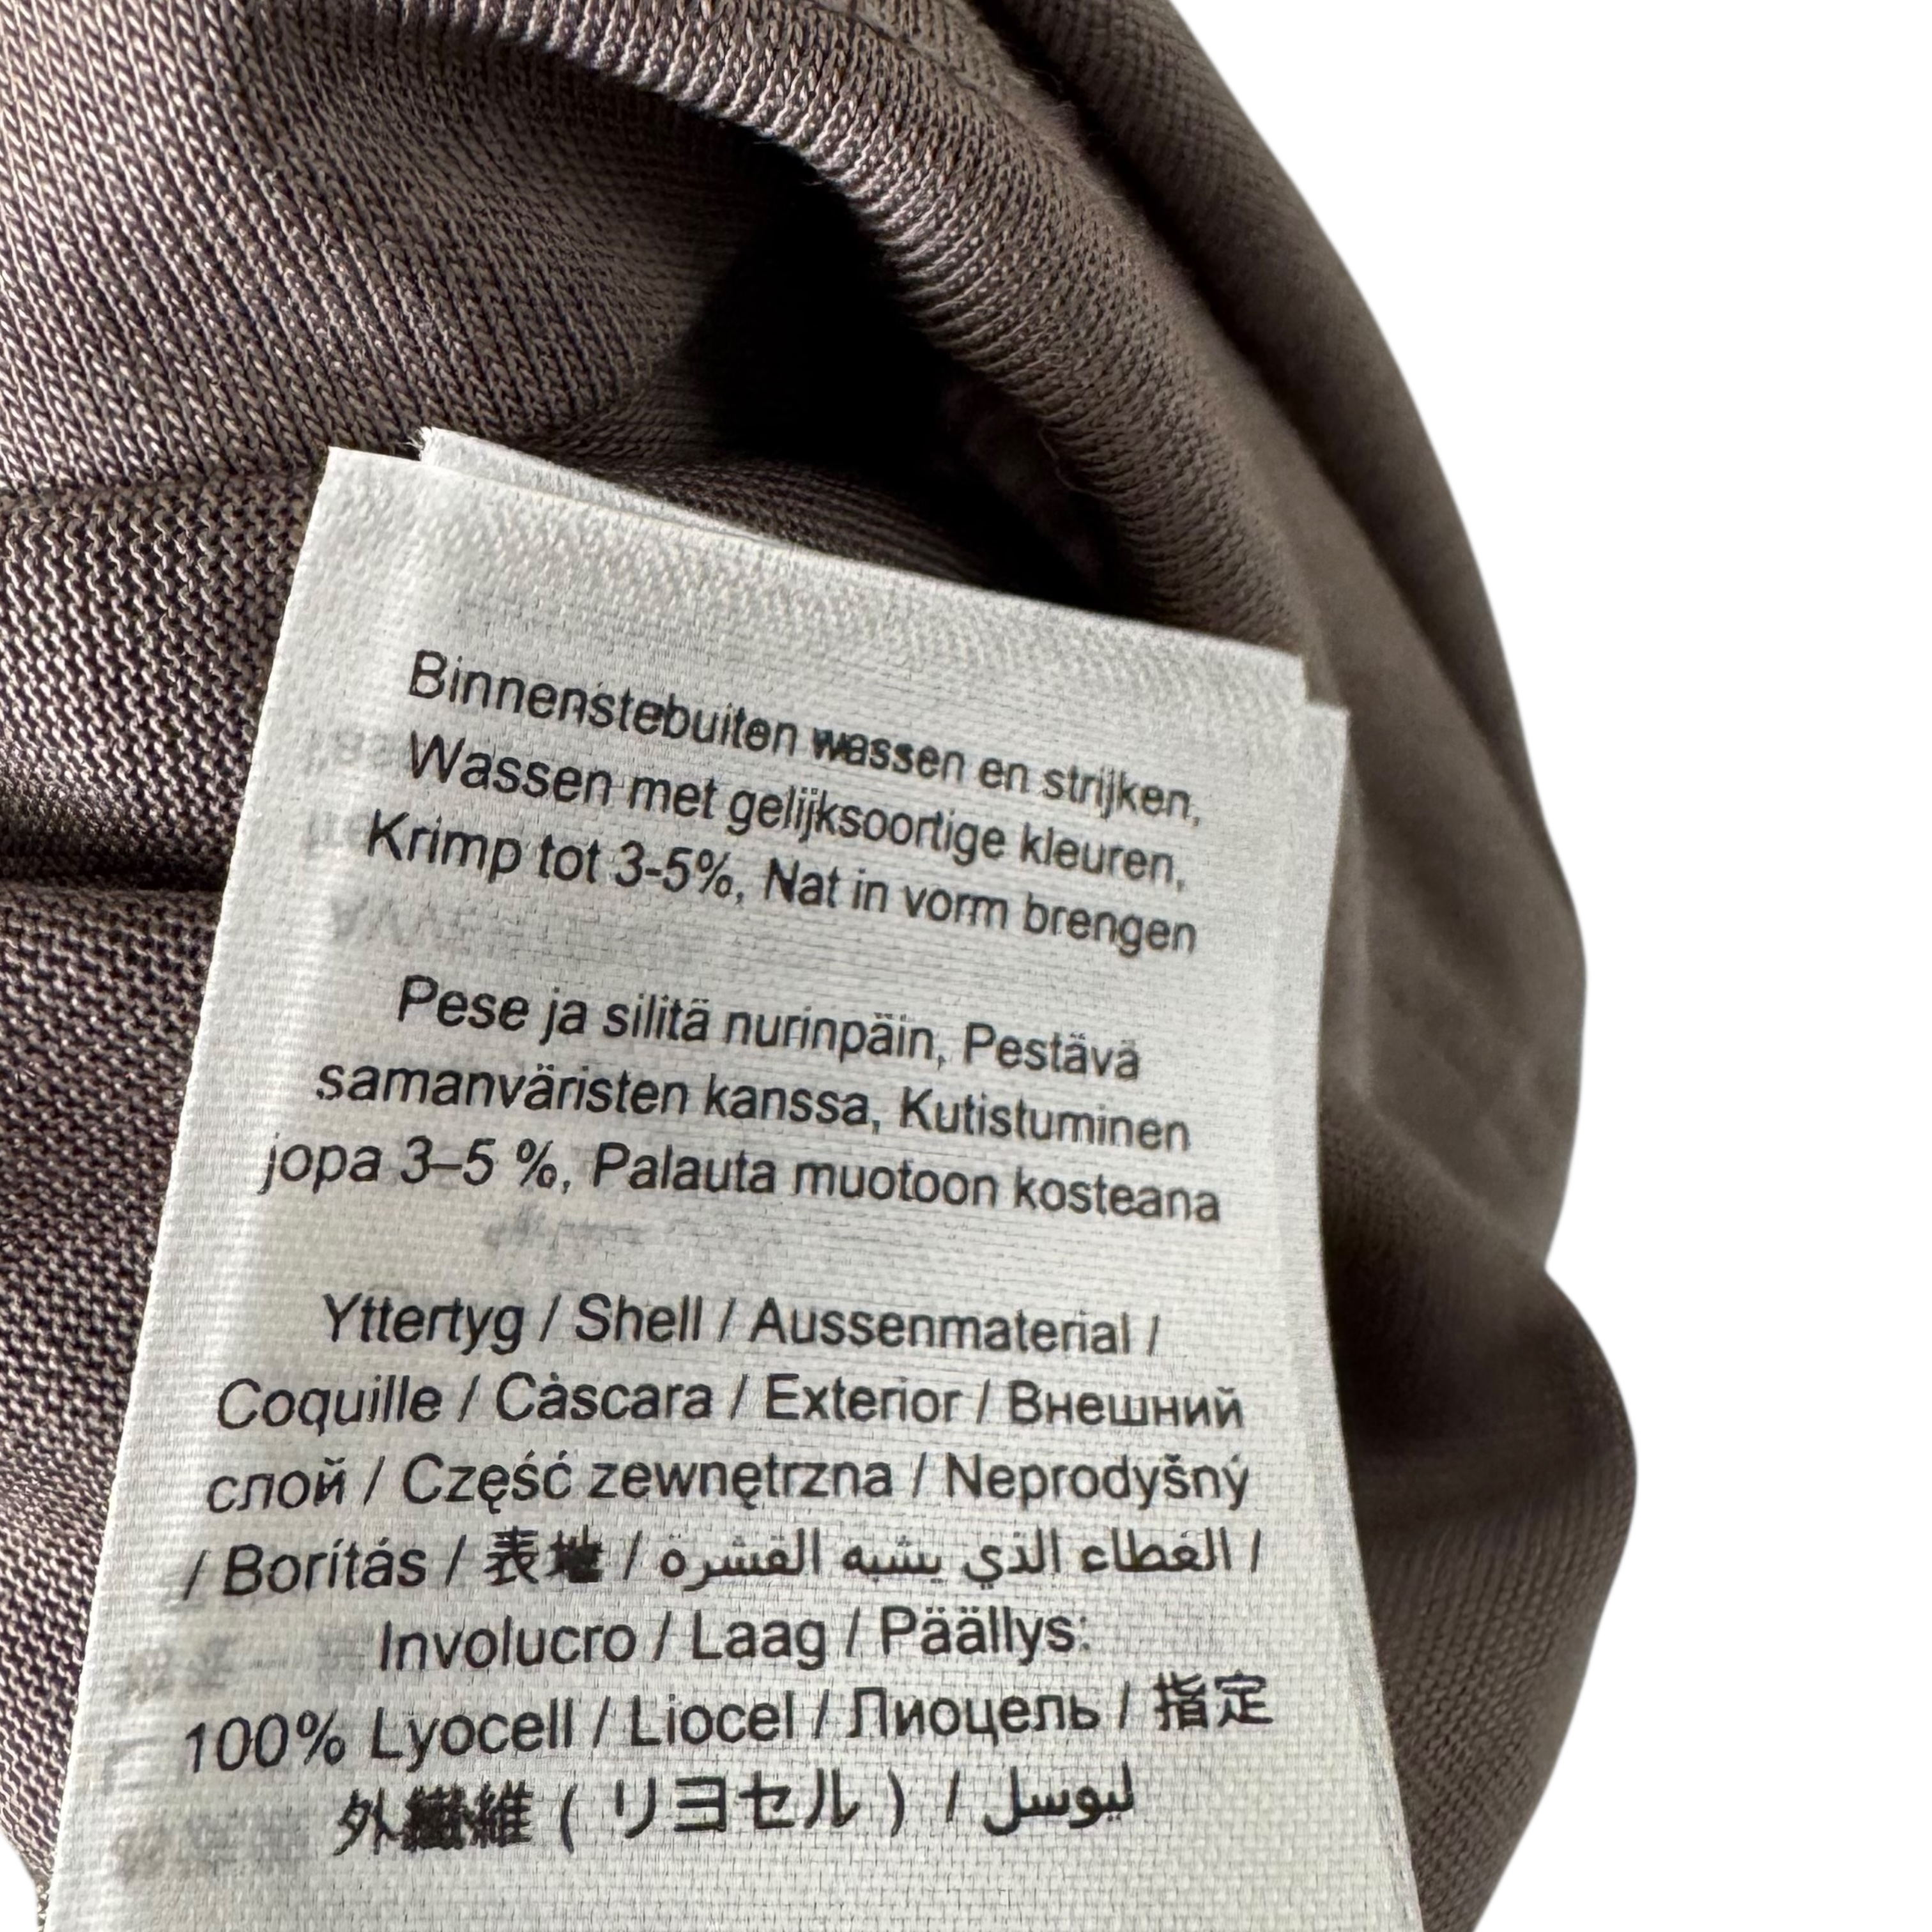 Binnenstebuiten wassen en strijken,
Wassen met gelijksoortige kleuren,
Krimp tot 3-5%, Nat in vorm brengen
Pese ja silitä nurinpäin, Pestävä
samanväristen kanssa, Kutistuminen
jopa 3–5 %, Palauta muotoon kosteana
Yttertyg / Shell / Aussenmaterial /
Coquille / Càscara / Exterior / Внешний
слой / Część zewnętrzna / Neprodyšný
/ Borítás / 表地 / الغطاء الذي يشبه القشرة /
Involucro / Laag / Päällys:
100% Lyocell / Liocel / Лиоцель / 指定
外繊維 ( リヨセル ) / ليوسل